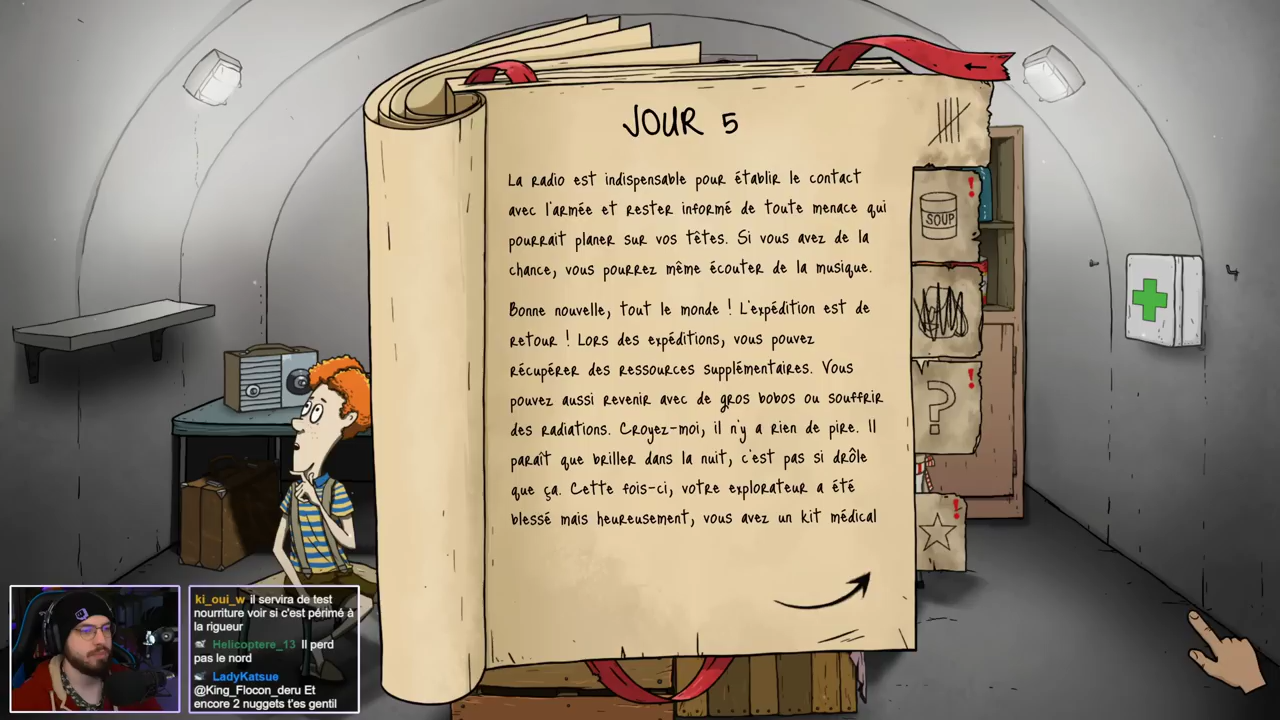 JOUR 5
La radio est indispensable pour établir le contact
avec l'armée et rester informé de toute menace qui
pourrait planer sur vos têtes. Si vous avez de la
chance, vous pourrez même écouter de la musique.
Bonne nouvelle, tout le monde ! L'expédition est de
retour ! Lors des expéditions, vous pouvez
récupérer des ressources supplémentaires. Vous
pouvez aussi revenir avec de gros bobos ou souffrir
des radiations. Croyez-moi, il n'y a rien de pire. Il
paraît que briller dans la nuit, c'est pas si drôle
que ça. Cette fois-ci, votre explorateur a été
blessé mais heureusement, vous avez un kit médical
!
SOUP
!
?
!
ki_oui_w il servira de test
nourriture voir si c'est périmé à
la rigueur
Helicoptere_13 Il perd
pas le nord
LadyKatsue
@King_Flocon_deru Et
encore 2 nuggets t'es gentil